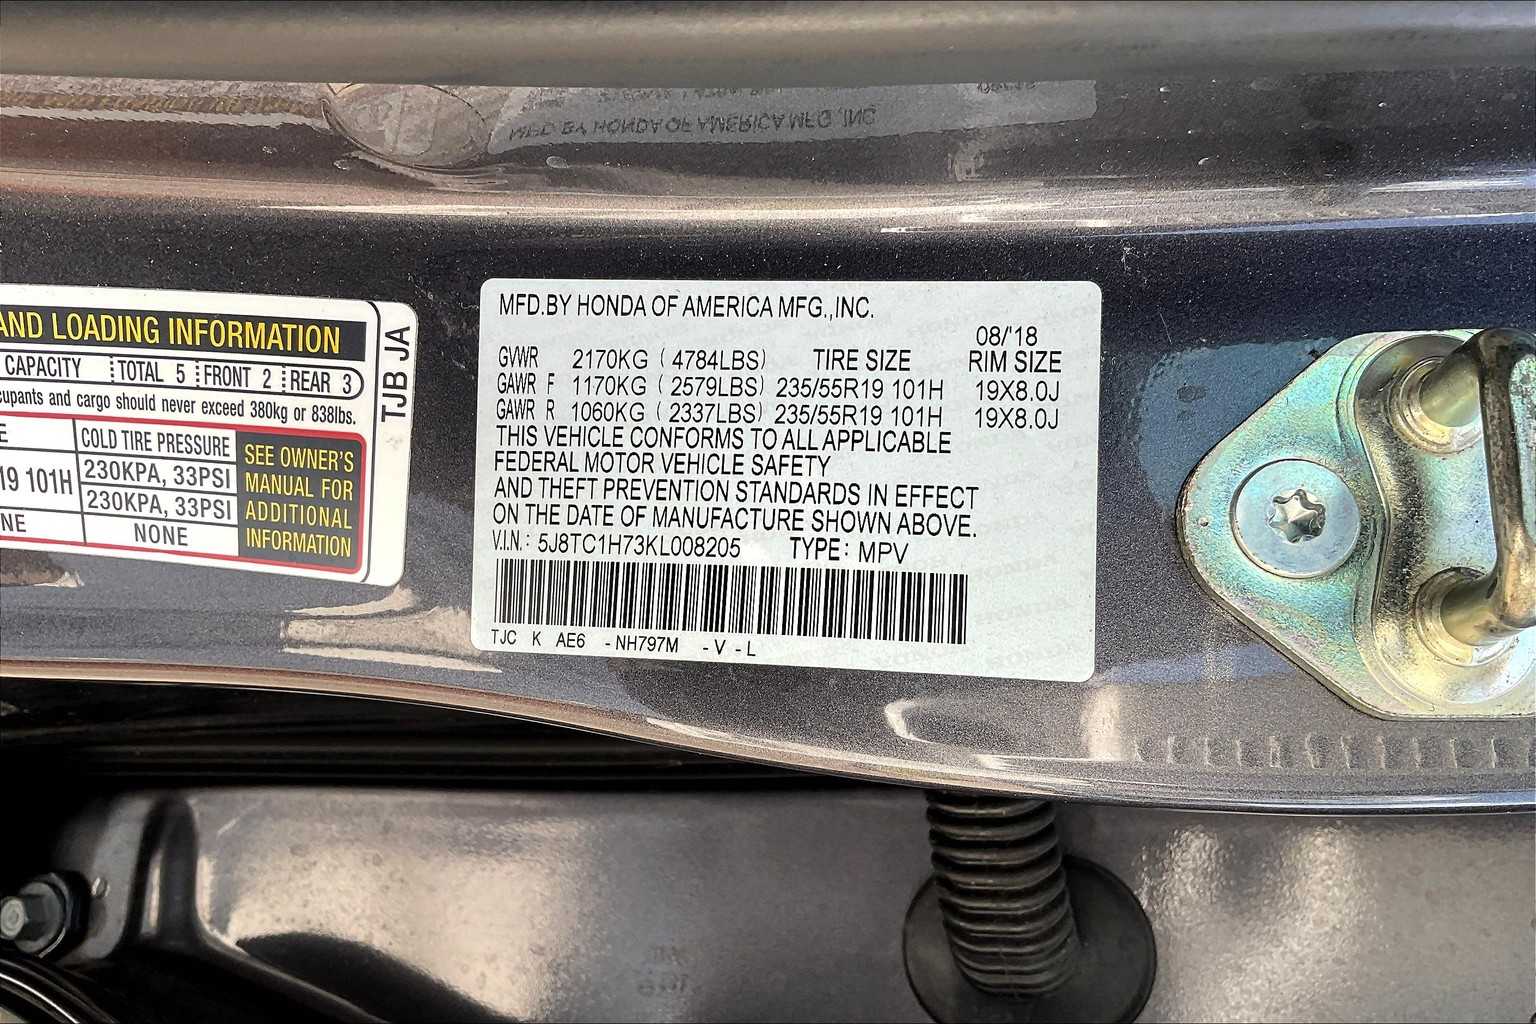 MFD.BY HONDA OF AMERICA MFG.,INC.
AND LOADING INFORMATION
CAPACITY TOTAL 5 FRONT 2 REAR 3
cupants and cargo should never exceed 380kg or 838lbs.
E COLD TIRE PRESSURE
19 101H 230KPA, 33PSI
230KPA, 33PSI
NE NONE
SEE OWNER'S
MANUAL FOR
ADDITIONAL
INFORMATION
TJB JA
MFD.BY HONDA OF AMERICA MFG.,INC.
08/'18
GVWR 2170KG (4784LBS) TIRE SIZE RIM SIZE
GAWR F 1170KG (2579LBS) 235/55R19 101H 19X8.0J
GAWR R 1060KG (2337LBS) 235/55R19 101H 19X8.0J
THIS VEHICLE CONFORMS TO ALL APPLICABLE
FEDERAL MOTOR VEHICLE SAFETY
AND THEFT PREVENTION STANDARDS IN EFFECT
ON THE DATE OF MANUFACTURE SHOWN ABOVE.
V.I.N.: 5J8TC1H73KL008205 TYPE: MPV
TJC K AE6 -NH797M -V -L